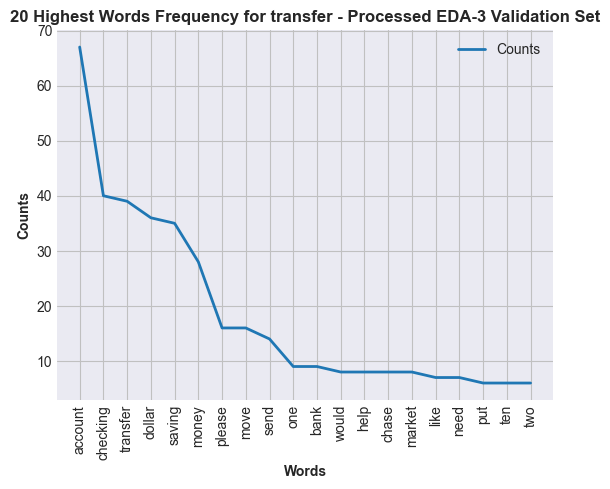 20 Highest Words Frequency for transfer - Processed EDA-3 Validation Set
Counts
70
60
50
40
30
20
10
Counts
account
checking
transfer
dollar
saving
money
please
move
send
one
bank
would
help
chase
market
like
need
put
ten
two
Words